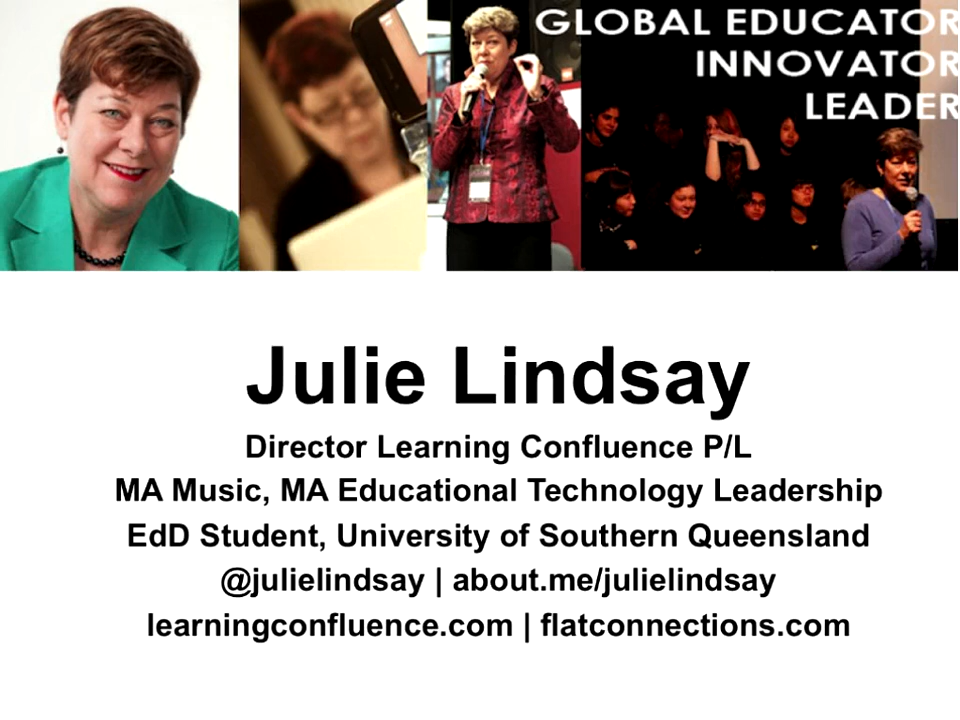 GLOBAL EDUCATOR
INNOVATOR
LEADER
Julie Lindsay
Director Learning Confluence P/L
MA Music, MA Educational Technology Leadership
EdD Student, University of Southern Queensland
@julielindsay | about.me/julielindsay
learningconfluence.com | flatconnections.com